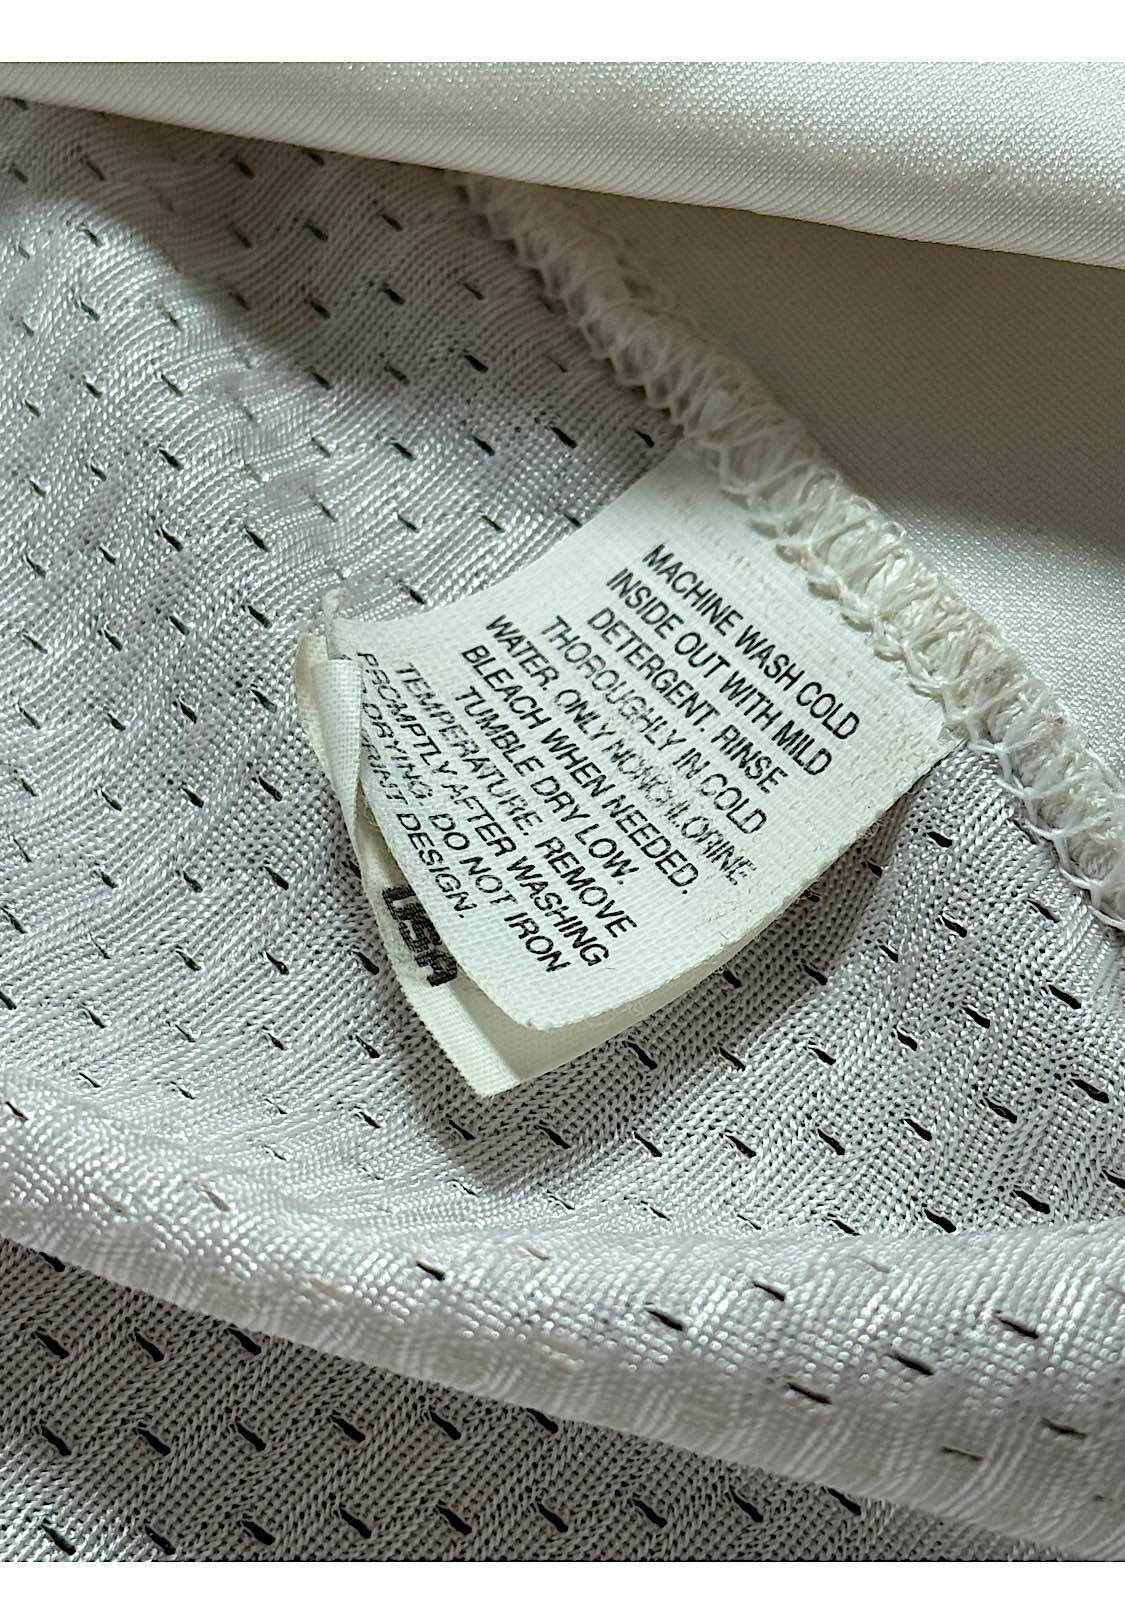 MACHINE WASH COLD
INSIDE OUT WITH MILD
DETERGENT. RINSE
THOROUGHLY IN COLD
WATER. ONLY NONCHLORINE
BLEACH WHEN NEEDED.
TUMBLE DRY LOW.
TEMPERATURE. REMOVE
PROMPTLY AFTER WASHING
DRYING. DO NOT IRON
PRINT DESIGN.
USA